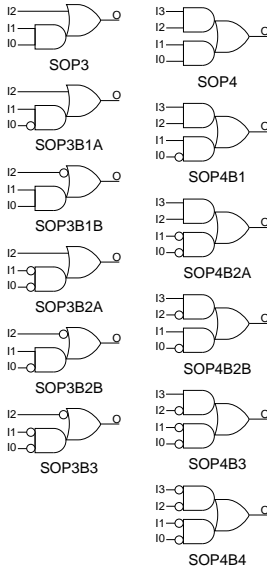 I2
I1
I0
O
SOP3
I2
I1
I0
O
SOP3B1A
I2
I1
I0
O
SOP3B1B
I2
I1
I0
O
SOP3B2A
I2
I1
I0
O
SOP3B2B
I2
I1
I0
O
SOP3B3
I3
I2
I1
I0
O
SOP4
I3
I2
I1
I0
O
SOP4B1
I3
I2
I1
I0
O
SOP4B2A
I3
I2
I1
I0
O
SOP4B2B
I3
I2
I1
I0
O
SOP4B3
I3
I2
I1
I0
O
SOP4B4